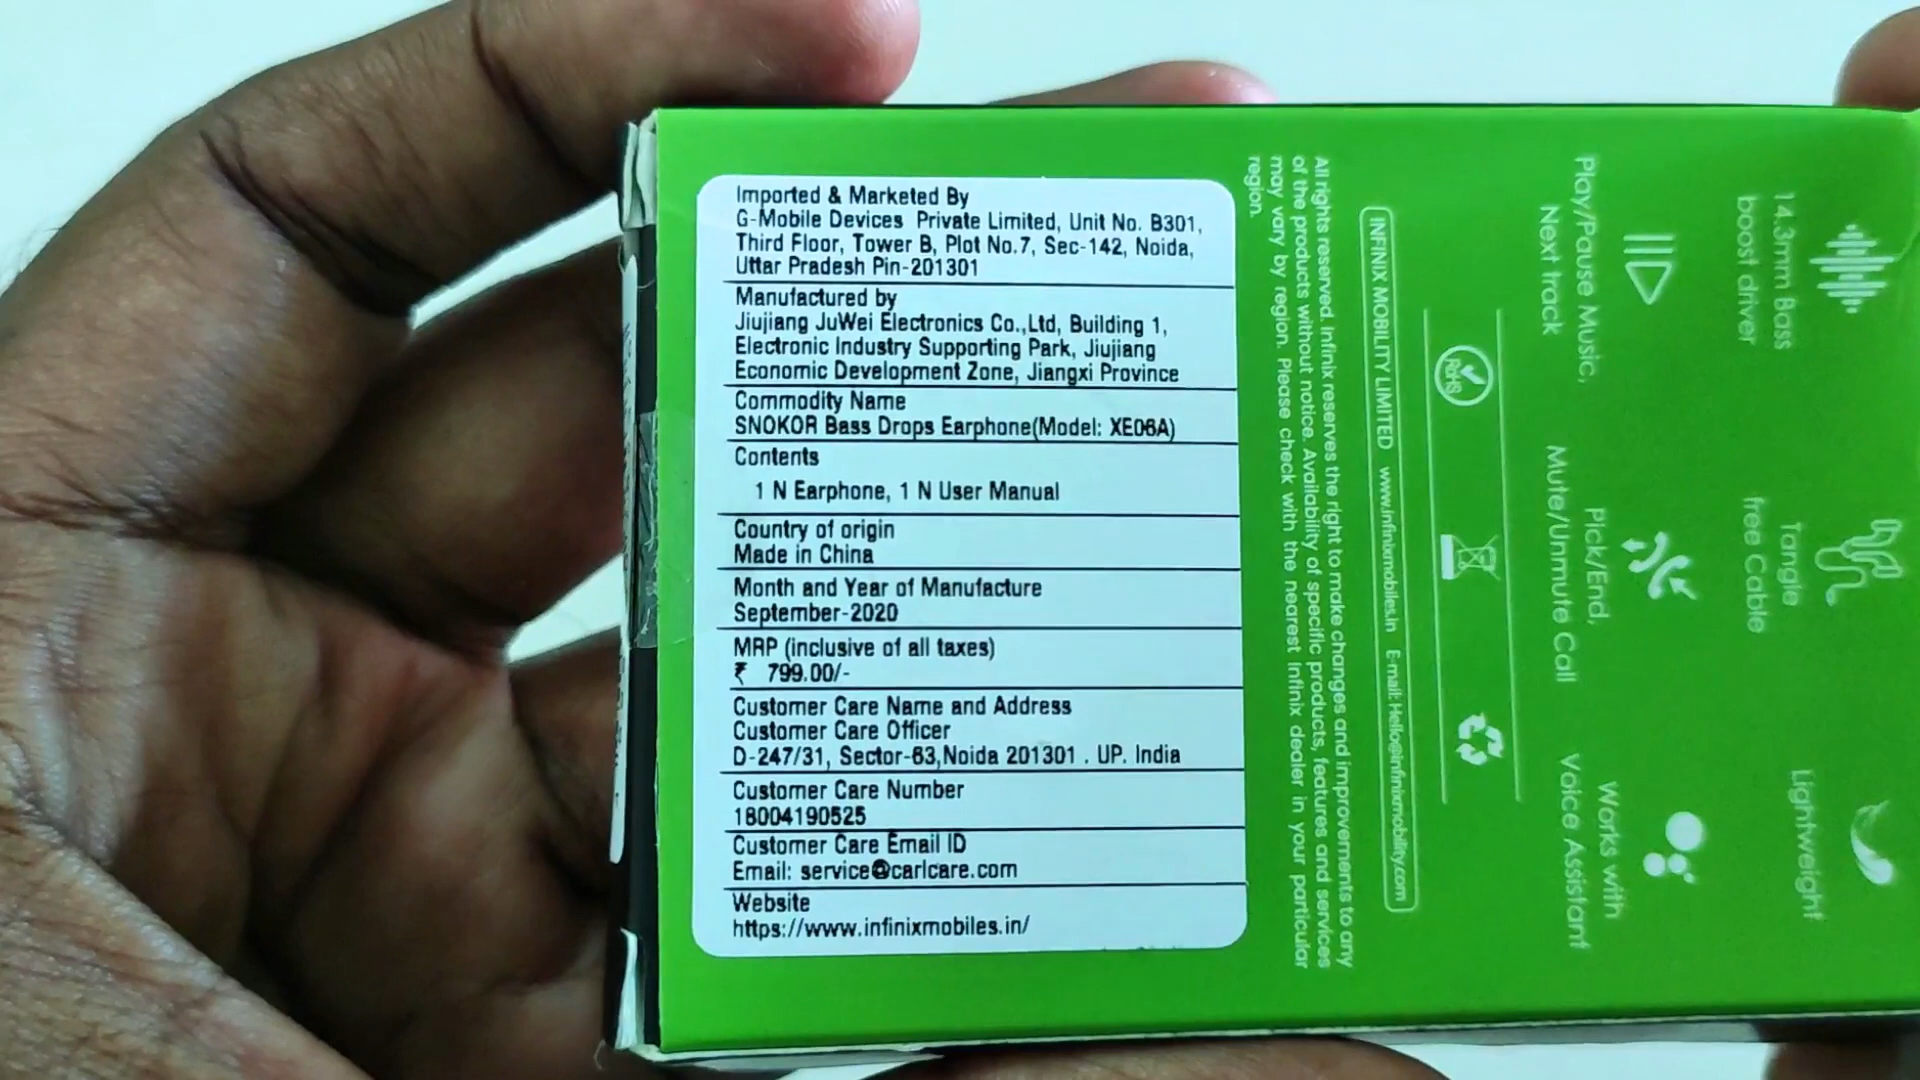 Imported & Marketed By
G-Mobile Devices Private Limited, Unit No. B301,
Third Floor, Tower B, Plot No.7, Sec-142, Noida,
Uttar Pradesh Pin-201301
Manufactured by
Jiujiang JuWei Electronics Co.,Ltd, Building 1,
Electronic Industry Supporting Park, Jiujiang
Economic Development Zone, Jiangxi Province
Commodity Name
SNOKOR Bass Drops Earphone(Model: XE06A)
Contents
1 N Earphone, 1 N User Manual
Country of origin
Made in China
Month and Year of Manufacture
September-2020
MRP (inclusive of all taxes)
₹ 799.00/-
Customer Care Name and Address
Customer Care Officer
D-247/31, Sector-63,Noida 201301 . UP. India
Customer Care Number
18004190525
Customer Care Email ID
Email: service@carlcare.com
Website
https://www.infinixmobiles.in/
14.3mm Bass
boost driver
Tangle
free Cable
Lightweight
Play/Pause Music,
Next track
Pick/End,
Mute/Unmute Call
Works with
Voice Assistant
RoHS
INFINIX MOBILITY LIMITED www.infinixmobiles.in E-mail: Hello@infinixmobility.com
All rights reserved. Infinix reserves the right to make changes and improvements to any
of the products without notice. Availability of specific products, features and services
may vary by region. Please check with the nearest Infinix dealer in your particular
region.